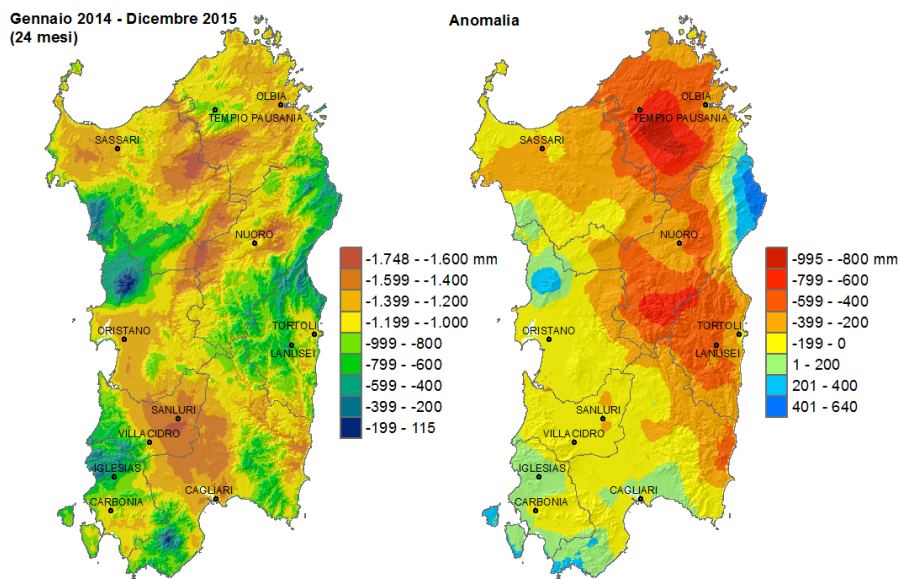 Gennaio 2014 - Dicembre 2015
(24 mesi)
OLBIA
TEMPIO PAUSANIA
SASSARI
NUORO
ORISTANO
TORTOLI
LANUSEI
SANLURI
VILLACIDRO
IGLESIAS
CAGLIARI
CARBONIA
-1.748 - -1.600 mm
-1.599 - -1.400
-1.399 - -1.200
-1.199 - -1.000
-999 - -800
-799 - -600
-599 - -400
-399 - -200
-199 - 115
Anomalia
OLBIA
TEMPIO PAUSANIA
SASSARI
NUORO
ORISTANO
TORTOLI
LANUSEI
SANLURI
VILLACIDRO
IGLESIAS
CAGLIARI
CARBONIA
-995 - -800 mm
-799 - -600
-599 - -400
-399 - -200
-199 - 0
1 - 200
201 - 400
401 - 640